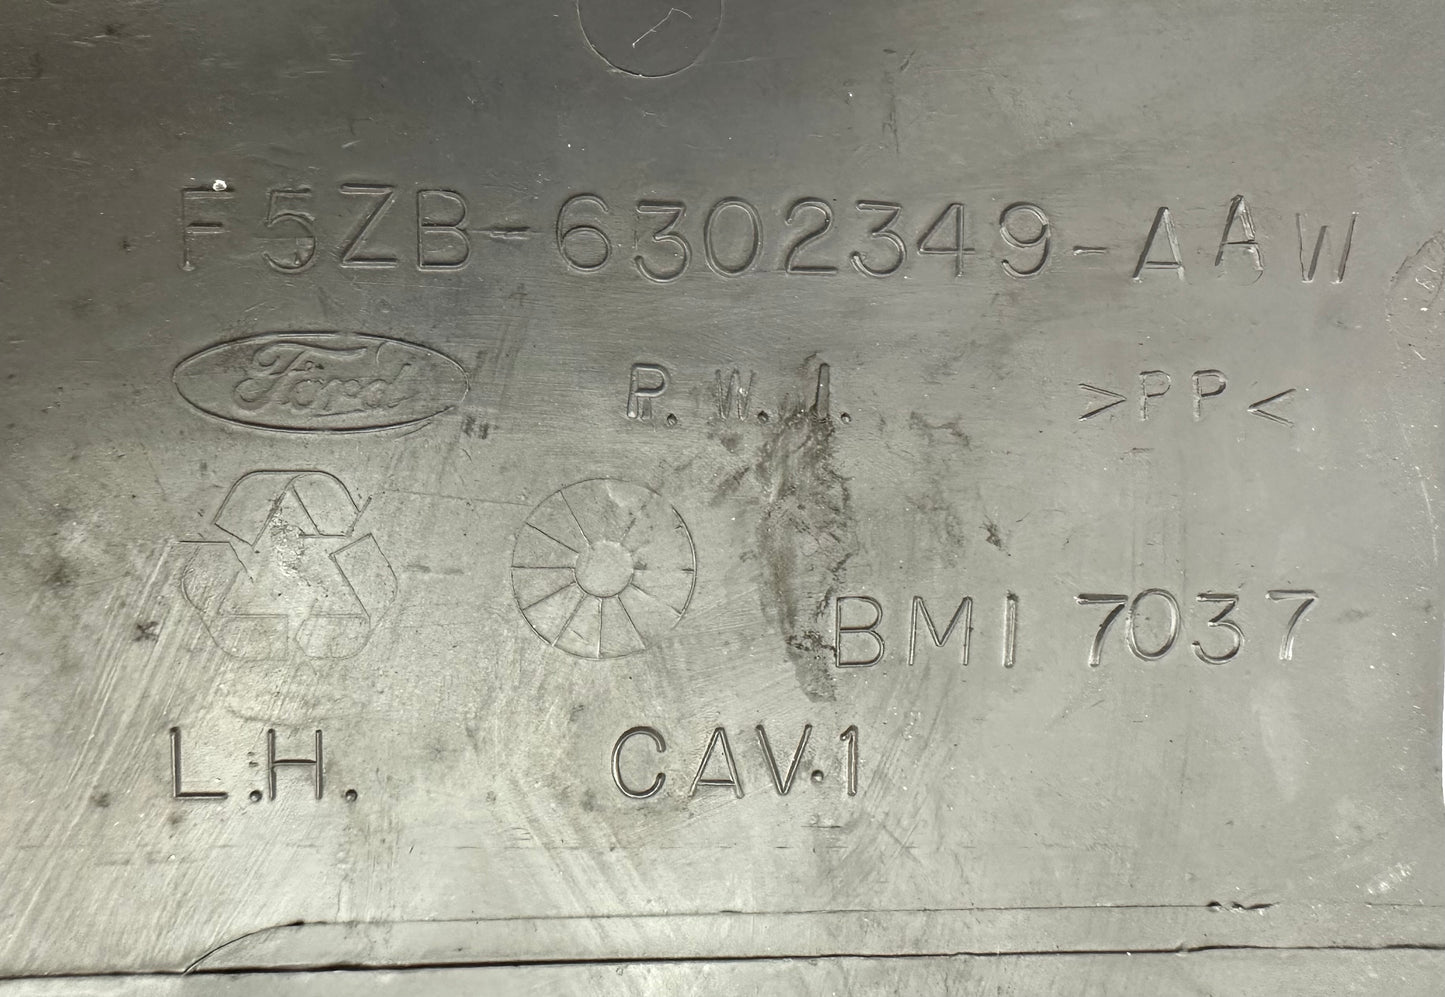 F5ZB-6302349-AAW
Ford P.W.I. >PP<
BMI 7037
L.H. CAV.1